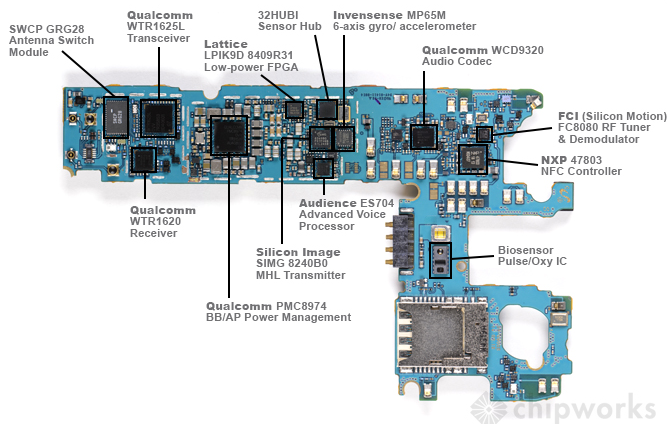 SWCP GRG28
Antenna Switch
Module
Qualcomm
WTR1625L
Transceiver
Lattice
LPIK9D 8409R31
Low-power FPGA
32HUBI
Sensor Hub
Invensense MP65M
6-axis gyro/ accelerometer
Qualcomm WCD9320
Audio Codec
FCI (Silicon Motion)
FC8080 RF Tuner
& Demodulator
NXP 47803
NFC Controller
Qualcomm
WTR1620
Receiver
Audience ES704
Advanced Voice
Processor
Silicon Image
SIMG 8240B0
MHL Transmitter
Biosensor
Pulse/Oxy IC
Qualcomm PMC8974
BB/AP Power Management
chipworks